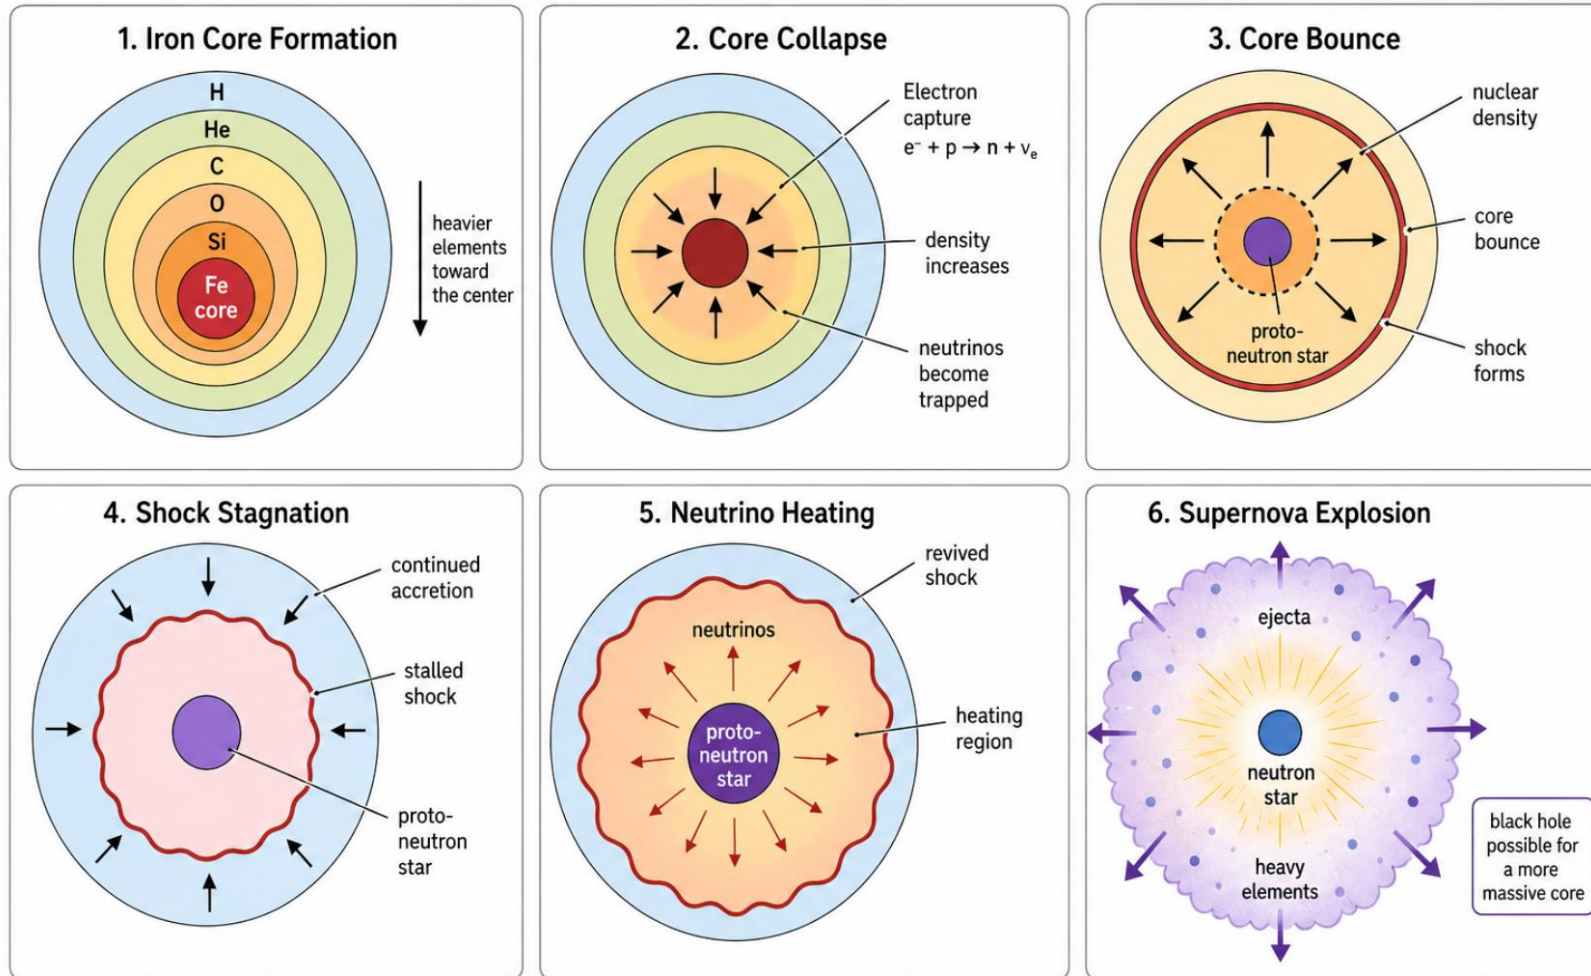 1. Iron Core Formation
H
He
C
O
Si
Fe
core
heavier
elements
toward
the center
2. Core Collapse
Electron
capture
e⁻ + p → n + νₑ
density
increases
neutrinos
become
trapped
3. Core Bounce
nuclear
density
core
bounce
proto-
neutron star
shock
forms
4. Shock Stagnation
continued
accretion
stalled
shock
proto-
neutron
star
5. Neutrino Heating
revived
shock
neutrinos
heating
region
proto-
neutron
star
6. Supernova Explosion
ejecta
neutron
star
heavy
elements
black hole
possible for
a more
massive core